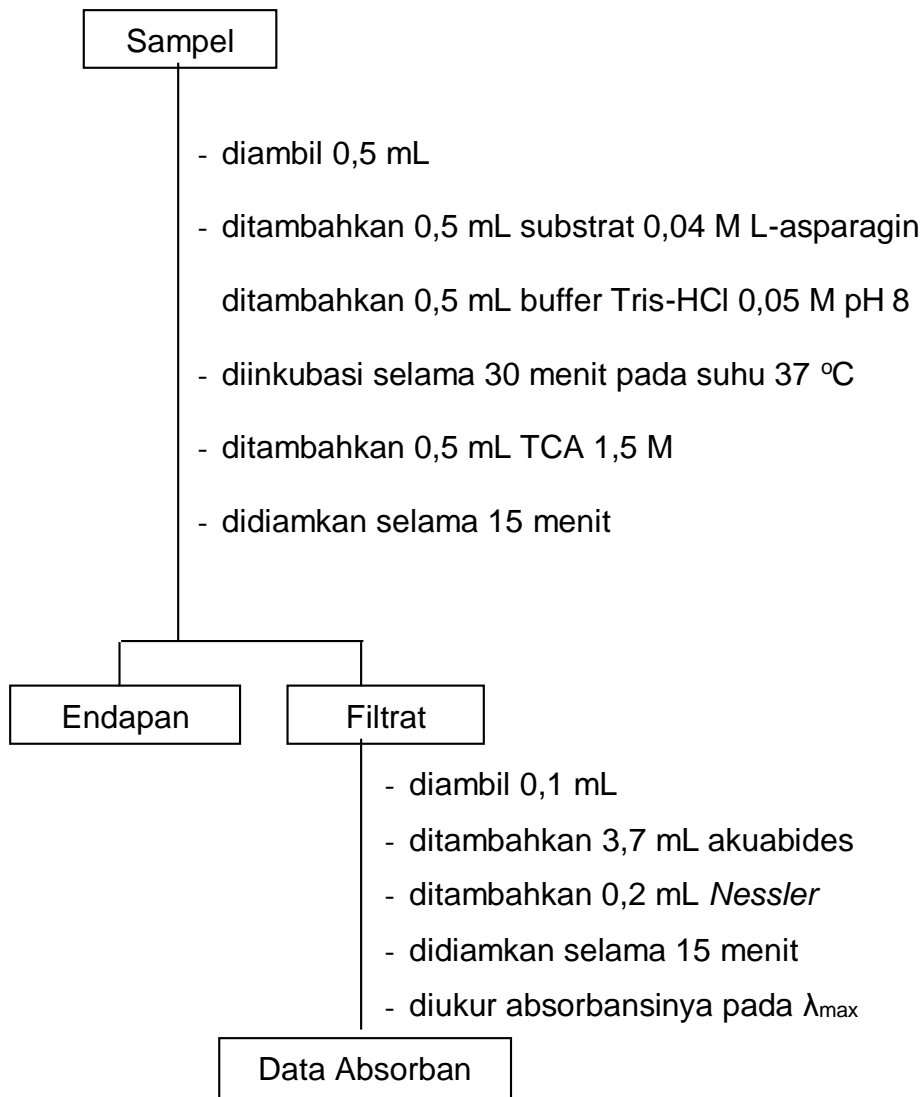 Sampel
- diambil 0,5 mL
- ditambahkan 0,5 mL substrat 0,04 M L-asparagin
ditambahkan 0,5 mL buffer Tris-HCl 0,05 M pH 8
- diinkubasi selama 30 menit pada suhu 37 ºC
- ditambahkan 0,5 mL TCA 1,5 M
- didiamkan selama 15 menit
Endapan Filtrat
- diambil 0,1 mL
- ditambahkan 3,7 mL akuabides
- ditambahkan 0,2 mL Nessler
- didiamkan selama 15 menit
- diukur absorbansinya pada λmax
Data Absorban